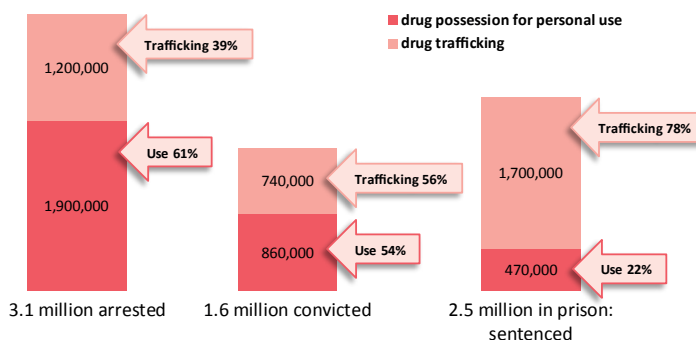 drug possession for personal use
drug trafficking
Trafficking 39%
1,200,000
Use 61%
1,900,000
3.1 million arrested
740,000
Trafficking 56%
860,000
Use 54%
1.6 million convicted
Trafficking 78%
1,700,000
470,000
Use 22%
2.5 million in prison:
sentenced